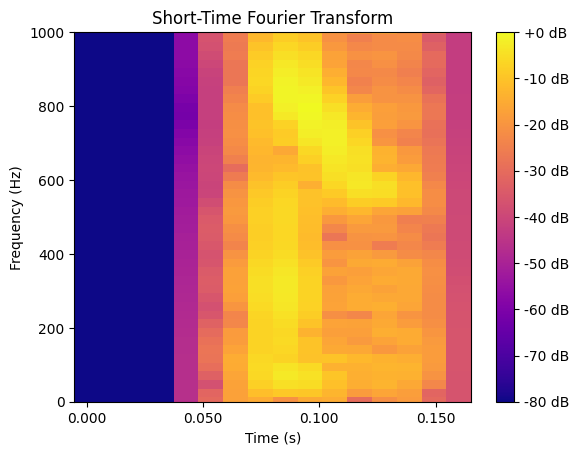 Short-Time Fourier Transform
Frequency (Hz)
1000
800
600
400
200
0
0.000
0.050
0.100
0.150
Time (s)
+0 dB
-10 dB
-20 dB
-30 dB
-40 dB
-50 dB
-60 dB
-70 dB
-80 dB